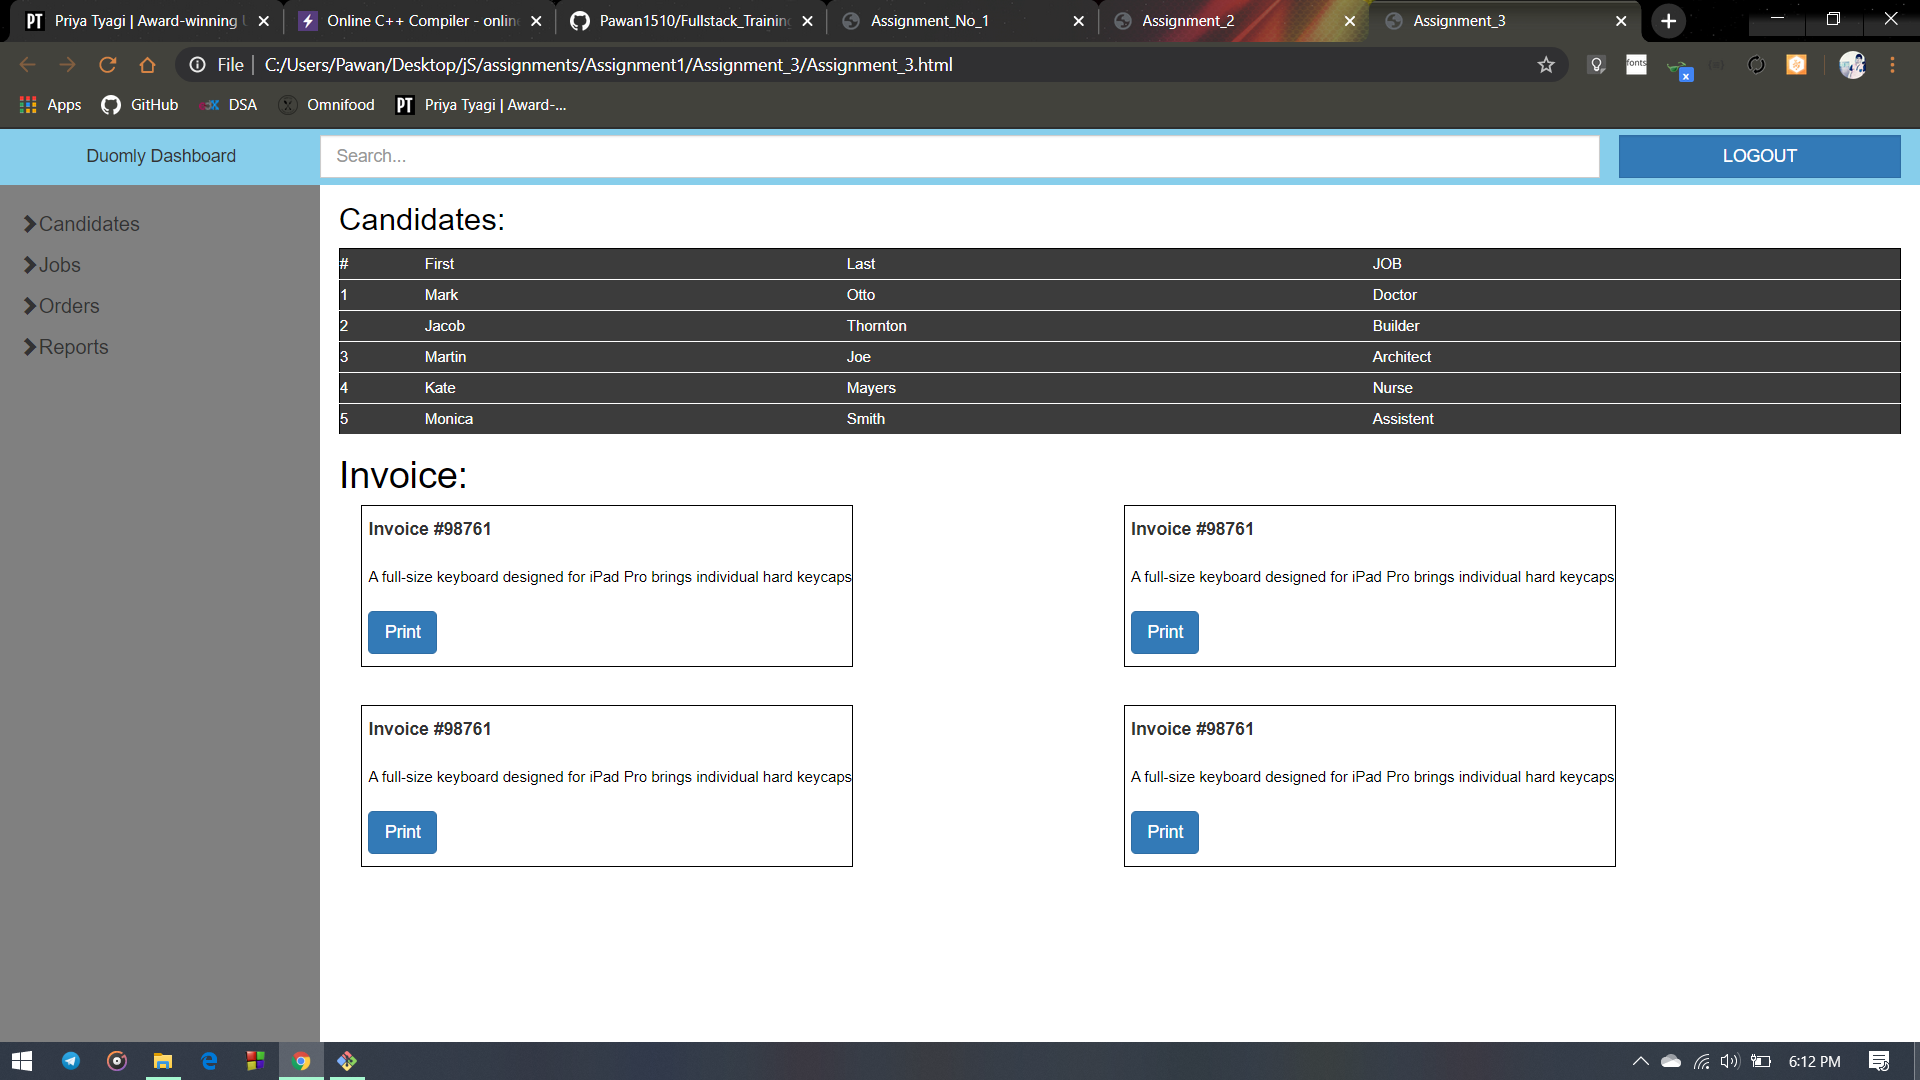 PT Priya Tyagi | Award-winning
Online C++ Compiler - onlin
Pawan1510/Fullstack_Training
Assignment_No_1
Assignment_2
Assignment_3
File | C:/Users/Pawan/Desktop/jS/assignments/Assignment1/Assignment_3/Assignment_3.html
fonts
x
Apps GitHub DSA Omnifood PT Priya Tyagi | Award-...
Duomly Dashboard Search... LOGOUT
Candidates
Jobs
Orders
Reports
Candidates:
# First Last JOB
1 Mark Otto Doctor
2 Jacob Thornton Builder
3 Martin Joe Architect
4 Kate Mayers Nurse
5 Monica Smith Assistent
Invoice:
Invoice #98761
A full-size keyboard designed for iPad Pro brings individual hard keycaps
Print
Invoice #98761
A full-size keyboard designed for iPad Pro brings individual hard keycaps
Print
Invoice #98761
A full-size keyboard designed for iPad Pro brings individual hard keycaps
Print
Invoice #98761
A full-size keyboard designed for iPad Pro brings individual hard keycaps
Print
6:12 PM